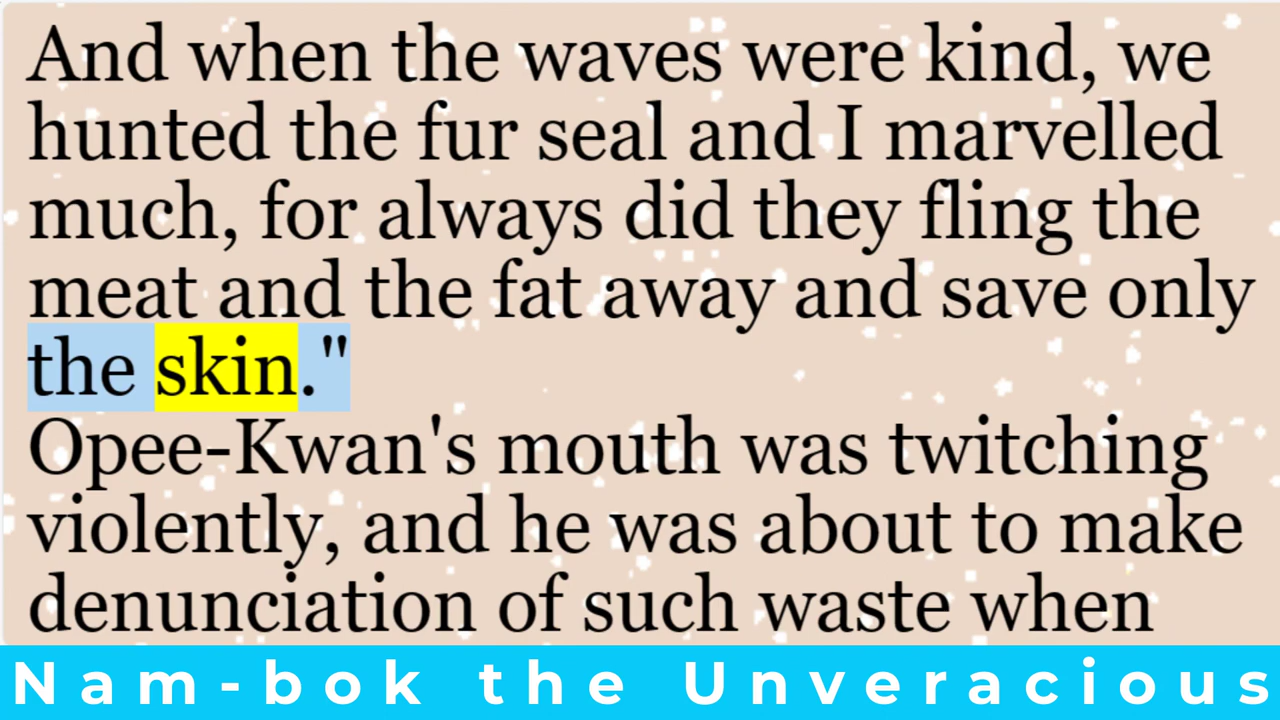 And when the waves were kind, we
hunted the fur seal and I marvelled
much, for always did they fling the
meat and the fat away and save only
the skin."
Opee-Kwan's mouth was twitching
violently, and he was about to make
denunciation of such waste when
Nam-bok the Unveracious